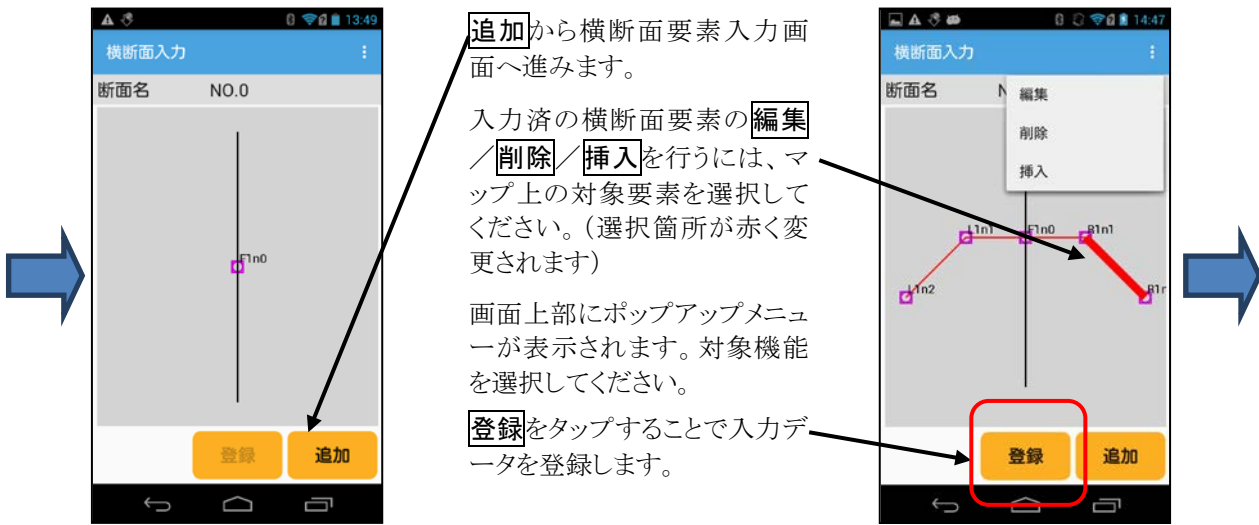 13:49
横断面入力
断面名 NO.0
F1n0
登録 追加
追加から横断面要素入力画
面へ進みます。
入力済の横断面要素の編集
／削除／挿入を行うには、マ
ップ上の対象要素を選択して
ください。（選択箇所が赤く変
更されます）
画面上部にポップアップメニュ
ーが表示されます。対象機能
を選択してください。
登録をタップすることで入力デ
ータを登録します。
14:47
横断面入力
断面名 N
編集
削除
挿入
L1n1 F1n0 R1n1
L1n2 R1r
登録 追加